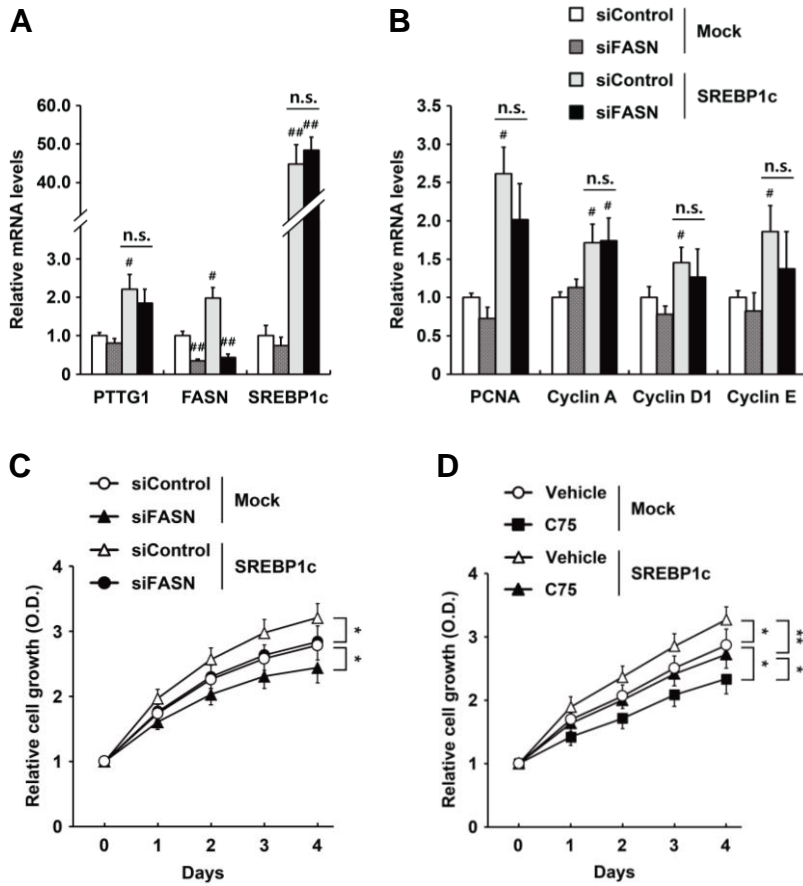 A
60.0
50.0
40.0
3.0
2.0
1.0
0
Relative mRNA levels
n.s.
#
##
##
#
##
n.s.
## ##
PTTG1 FASN SREBP1c
B
siControl
siFASN
Mock
siControl
siFASN
SREBP1c
3.5
3.0
2.5
2.0
1.5
1.0
0.5
0
Relative mRNA levels
n.s.
#
n.s.
# #
n.s.
#
n.s.
#
PCNA Cyclin A Cyclin D1 Cyclin E
C
siControl
siFASN
Mock
siControl
siFASN
SREBP1c
4
3
2
1
0
Relative cell growth (O.D.)
*
*
0 1 2 3 4
Days
D
Vehicle
C75
Mock
Vehicle
C75
SREBP1c
4
3
2
1
0
Relative cell growth (O.D.)
* **
* *
0 1 2 3 4
Days